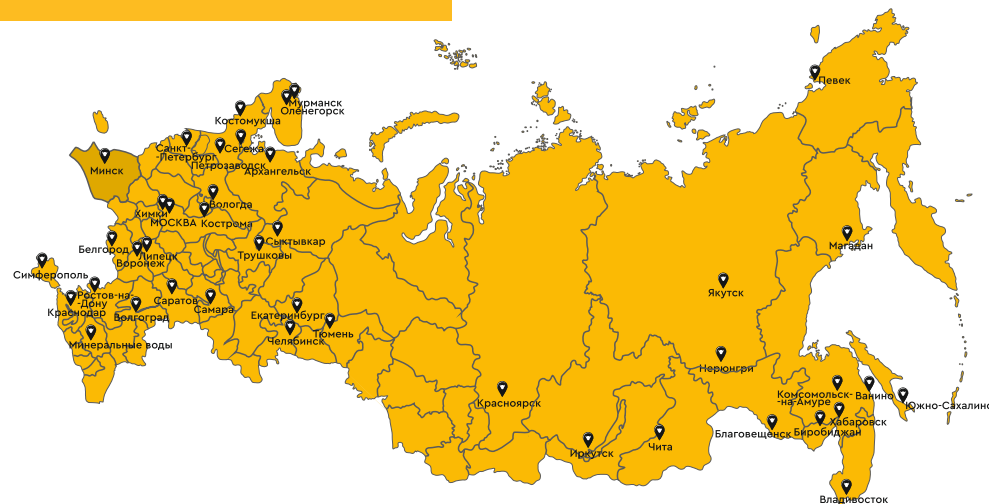 Певек
Мурманск
Оленегорск
Костомукша
Санкт-
-Петербург
Сегежа
Петрозаводск
Архангельск
Минск
Вологда
Химки
МОСКВА
Кострома
Сыктывкар
Белгород
Липецк
Воронеж
Трушковы
Магадан
Симферополь
Ростов-на-
-Дону
Краснодар
Волгоград
Саратов
Самара
Екатеринбург
Челябинск
Тюмень
Минеральные воды
Якутск
Нерюнгри
Красноярск
Иркутск
Чита
Благовещенск
Комсомольск-
-на-Амуре
Ванино
Южно-Сахалинс
Хабаровск
Биробиджан
Владивосток